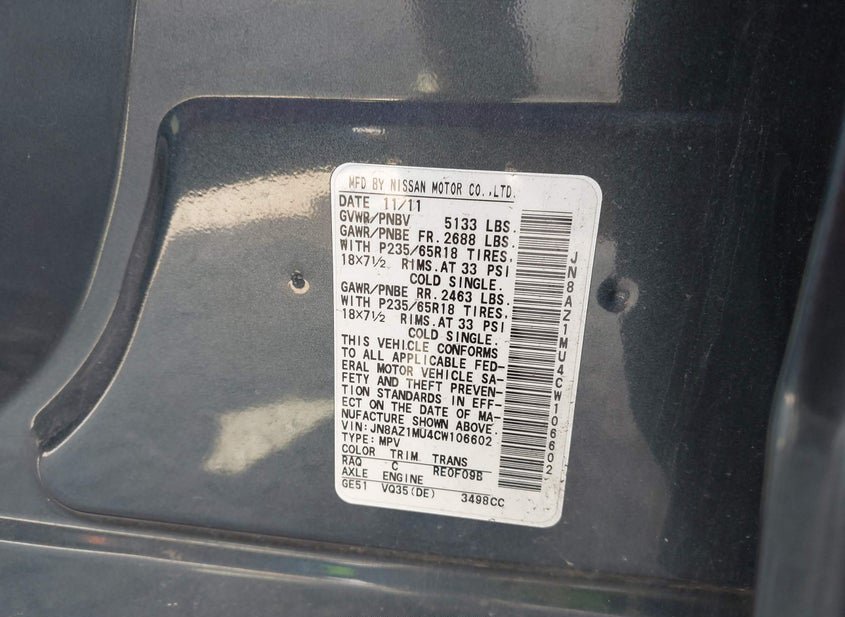 MFD BY NISSAN MOTOR CO.,LTD.
DATE 11/11
GVWR/PNBV 5133 LBS.
GAWR/PNBE FR. 2688 LBS.
WITH P235/65R18 TIRES,
18×7½ RIMS.AT 33 PSI
COLD SINGLE.
GAWR/PNBE RR. 2463 LBS.
WITH P235/65R18 TIRES,
18×7½ RIMS.AT 33 PSI
COLD SINGLE.
THIS VEHICLE CONFORMS
TO ALL APPLICABLE FED-
ERAL MOTOR VEHICLE SA-
FETY AND THEFT PREVEN-
TION STANDARDS IN EFF-
ECT ON THE DATE OF MA-
NUFACTURE SHOWN ABOVE.
VIN:JN8AZ1MU4CW106602
TYPE: MPV
COLOR TRIM TRANS
RAQ C RE0F09B
AXLE ENGINE
GE51 VQ35(DE) 3498CC
JN8AZ1MU4CW106602